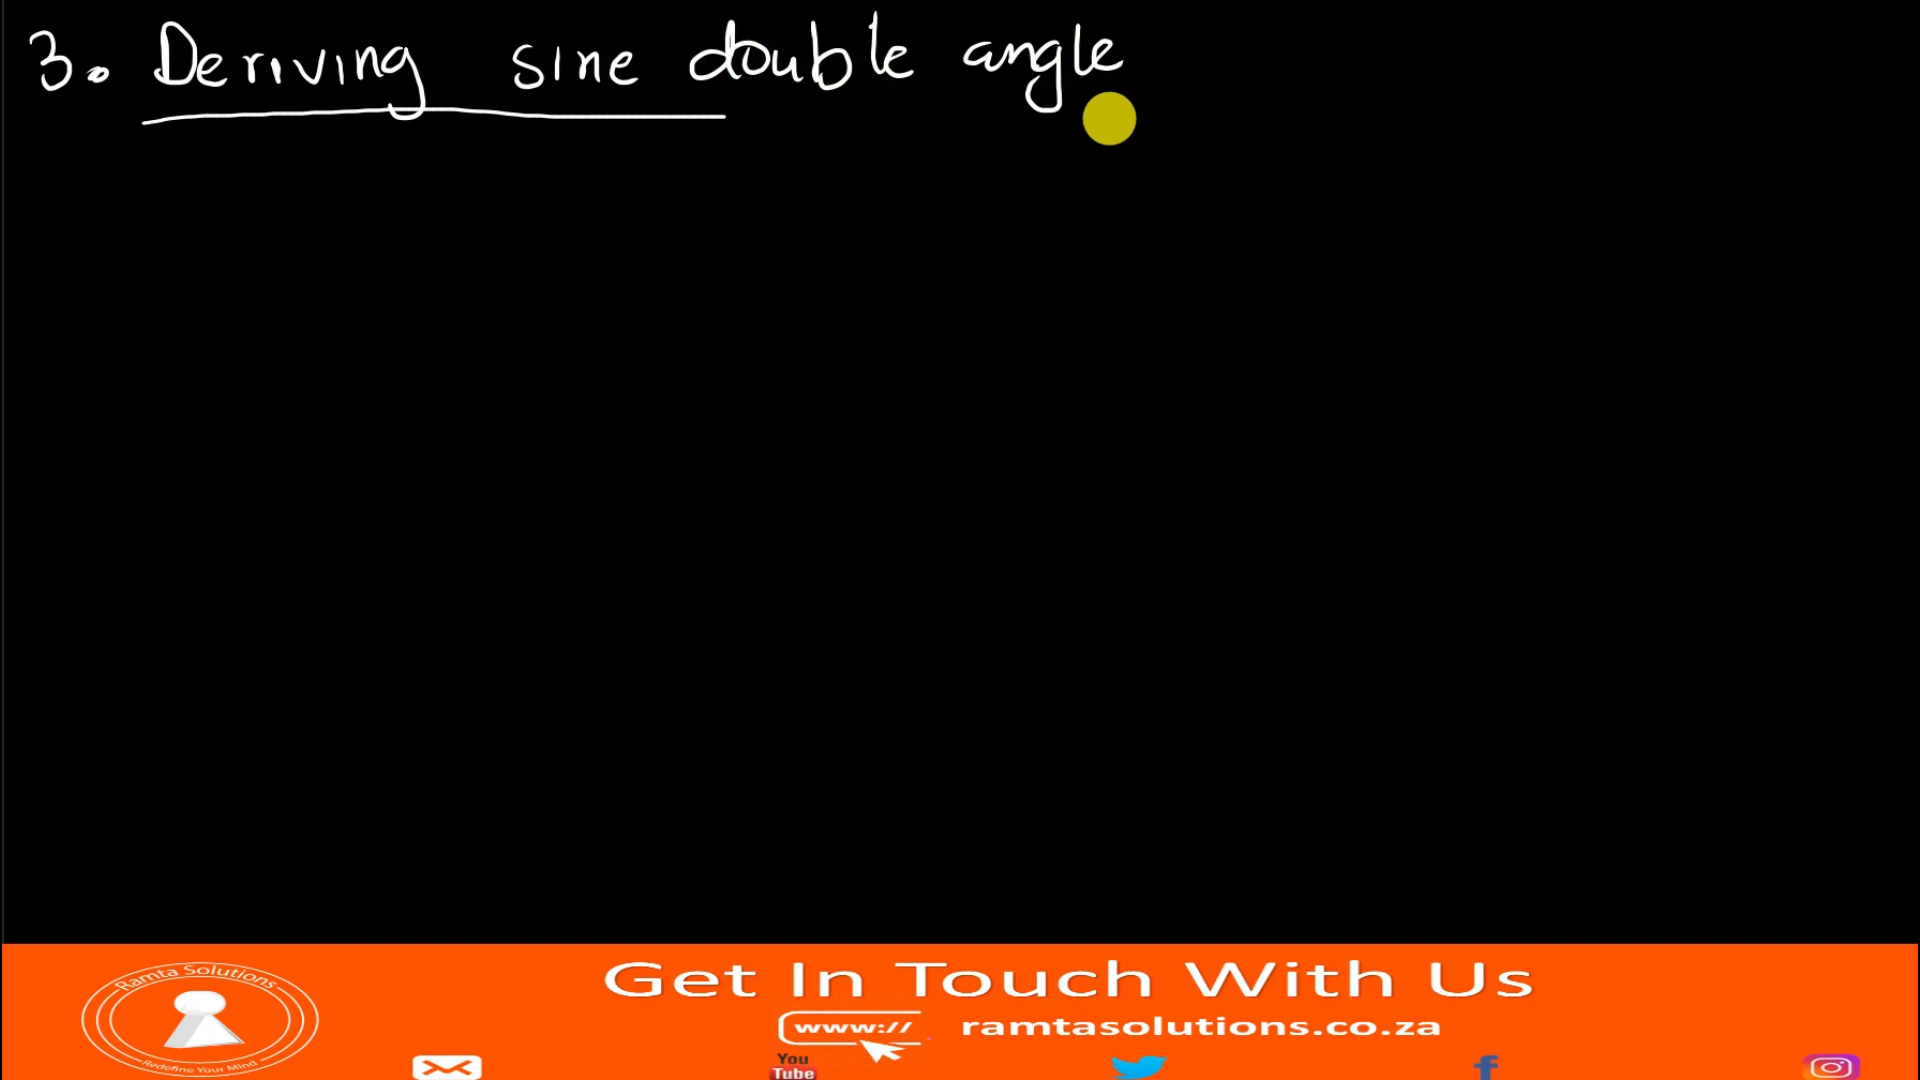 3. Deriving sine double angle
Get In Touch With Us
www:// ramtasolutions.co.za
Ramta Solutions
Redefine Your Mind
You
Tube